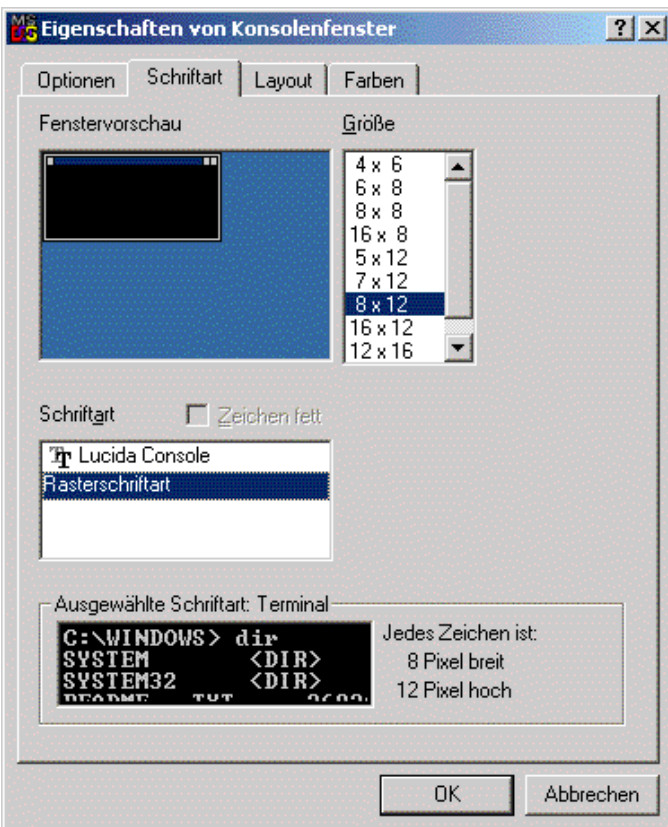 Eigenschaften von Konsolenfenster
Optionen Schriftart Layout Farben
Fenstervorschau
Größe
4 x 6
6 x 8
8 x 8
16 x 8
5 x 12
7 x 12
8 x 12
16 x 12
12 x 16
Schriftart Zeichen fett
Lucida Console
Rasterschriftart
Ausgewählte Schriftart: Terminal
C:\WINDOWS> dir
SYSTEM <DIR>
SYSTEM32 <DIR>
Jedes Zeichen ist:
8 Pixel breit
12 Pixel hoch
OK Abbrechen